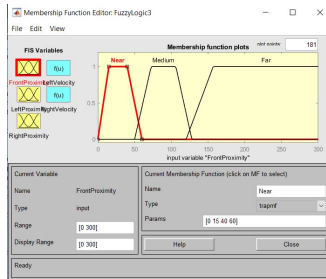 Membership Function Editor: FuzzyLogic3
File Edit View
FIS Variables
Membership function plots
plot points:
181
FrontProximity
f(u)
LeftVelocity
LeftProximity
f(u)
RightVelocity
RightProximity
Near
Medium
Far
1
0.5
0
0 50 100 150 200 250 300
input variable "FrontProximity"
Current Variable
Name FrontProximity
Type input
Range [0 300]
Display Range [0 300]
Current Membership Function (click on MF to select)
Name Near
Type trapmf
Params [0 15 40 60]
Help Close
Ready